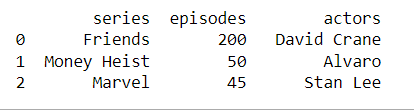 series episodes actors
0 Friends 200 David Crane
1 Money Heist 50 Alvaro
2 Marvel 45 Stan Lee